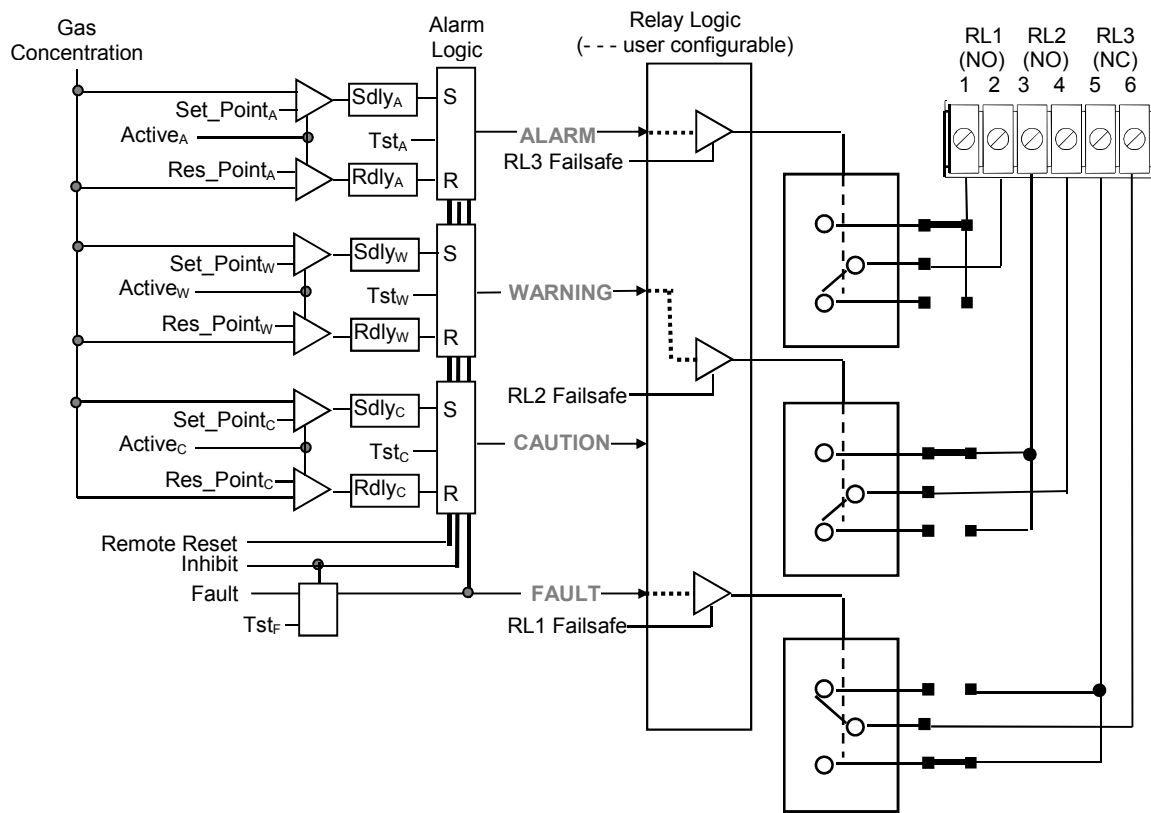 Gas
Concentration
Alarm
Logic
Relay Logic
(- - - user configurable)
RL1
(NO)
RL2
(NO)
RL3
(NC)
1 2 3 4 5 6
Set_PointA
SdlyA
S
ActiveA
TstA
ALARM
Res_PointA
RdlyA
R
RL3 Failsafe
Set_PointW
SdlyW
S
ActiveW
TstW
WARNING
Res_PointW
RdlyW
R
RL2 Failsafe
Set_PointC
SdlyC
S
ActiveC
TstC
CAUTION
Res_PointC
RdlyC
R
Remote Reset
Inhibit
Fault
FAULT
TstF
RL1 Failsafe